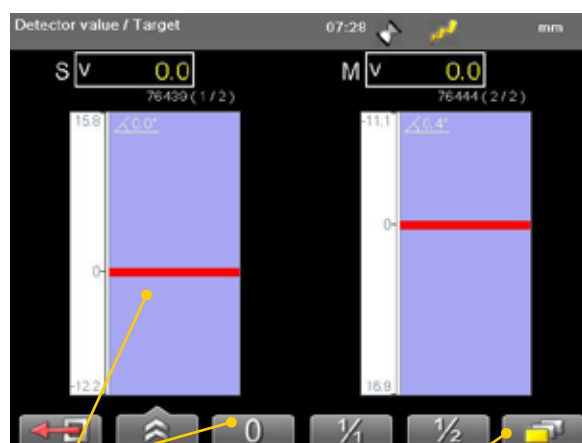 Detector value / Target 07:28 mm
S V 0.0 M V 0.0
76439 (1/2) 76444 (2/2)
15.8 0.0° -11.1 0.4°
0
0
-12.2 16.9
0 1/1 1/2